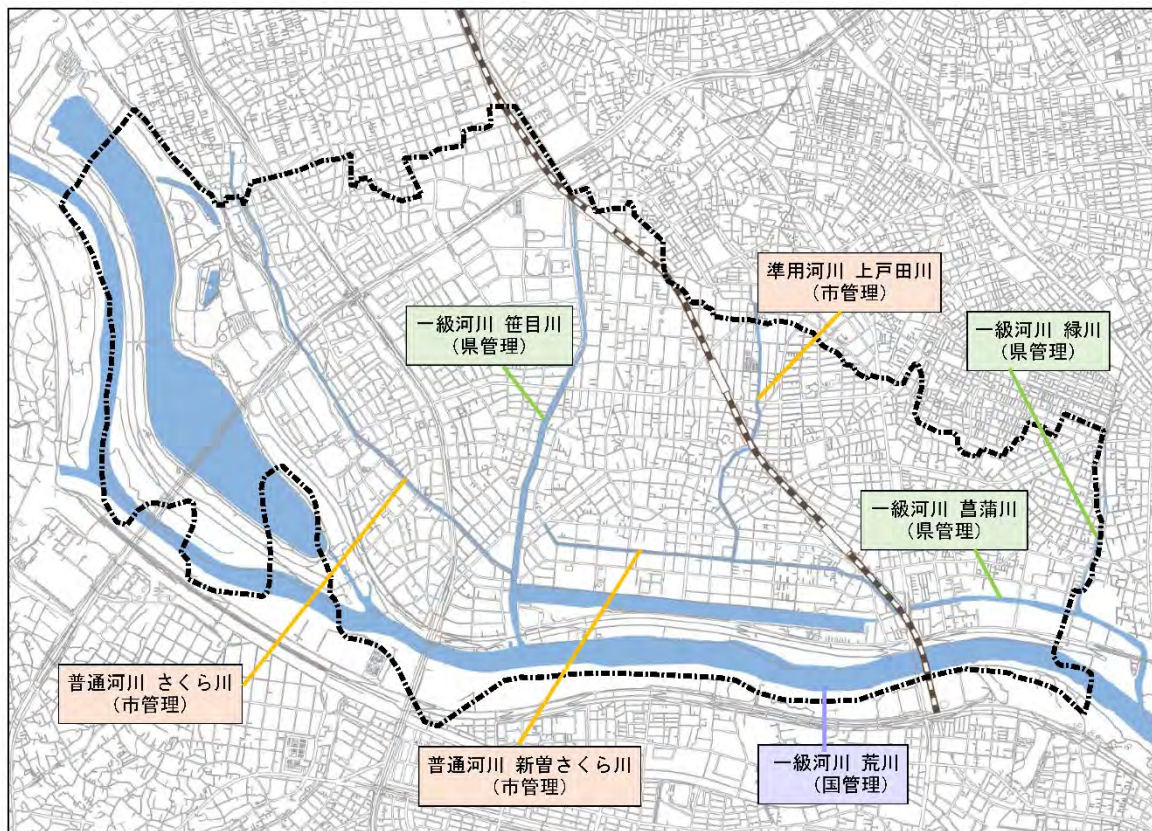 準用河川 上戸田川
(市管理)
一級河川 笹目川
(県管理)
一級河川 緑川
(県管理)
一級河川 菖蒲川
(県管理)
普通河川 さくら川
(市管理)
普通河川 新曽さくら川
(市管理)
一級河川 荒川
(国管理)